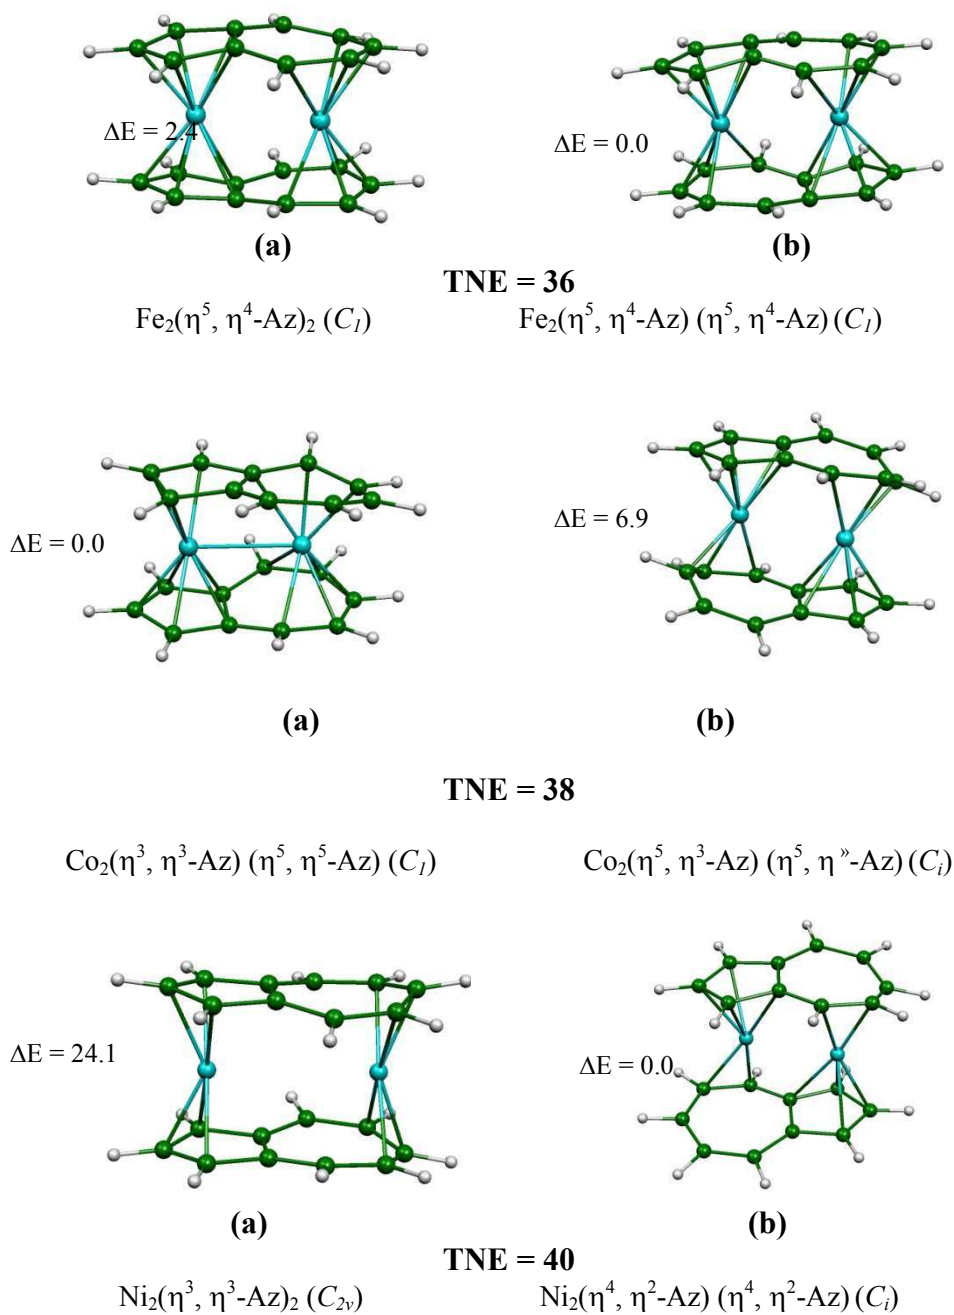 ΔE = 2.4
ΔE = 0.0
(a) (b)
TNE = 36
Fe₂(η⁵, η⁴-Az)₂ (C₁) Fe₂(η⁵, η⁴-Az) (η⁵, η⁴-Az) (C₁)
ΔE = 0.0
ΔE = 6.9
(a) (b)
TNE = 38
Co₂(η³, η³-Az) (η⁵, η⁵-Az) (C₁) Co₂(η⁵, η³-Az) (η⁵, η^»-Az) (Cᵢ)
ΔE = 24.1
ΔE = 0.0
(a) (b)
TNE = 40
Ni₂(η³, η³-Az)₂ (C₂ᵥ) Ni₂(η⁴, η²-Az) (η⁴, η²-Az) (Cᵢ)